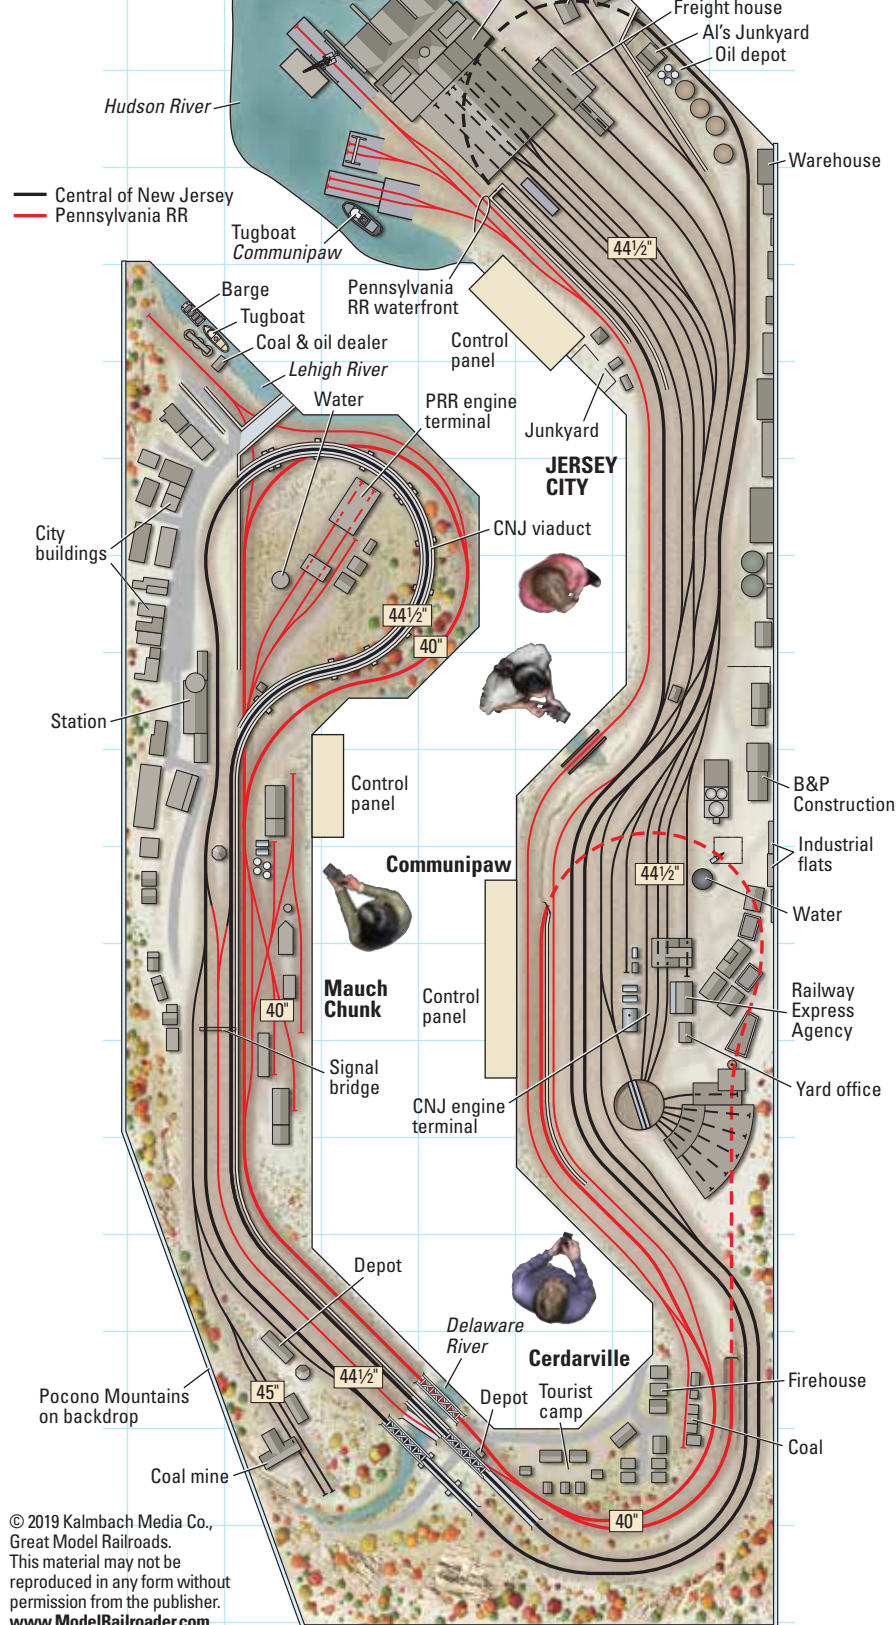 Freight house
Al's Junkyard
Oil depot
Hudson River
Warehouse
Central of New Jersey
Pennsylvania RR
Tugboat
Communipaw
44½"
Pennsylvania
RR waterfront
Barge
Tugboat
Coal & oil dealer
Lehigh River
Control
panel
Water
PRR engine
terminal
Junkyard
JERSEY
CITY
City
buildings
CNJ viaduct
44½"
40"
Station
Control
panel
B&P
Construction
Communipaw
44½"
Industrial
flats
Water
Mauch
Chunk
Control
panel
40"
Railway
Express
Agency
Signal
bridge
Yard office
CNJ engine
terminal
Depot
Delaware
River
Cerdarville
44½"
45"
Pocono Mountains
on backdrop
Depot
Tourist
camp
Firehouse
Coal
Coal mine
40"
© 2019 Kalmbach Media Co.,
Great Model Railroads.
This material may not be
reproduced in any form without
permission from the publisher.
www.ModelRailroader.com